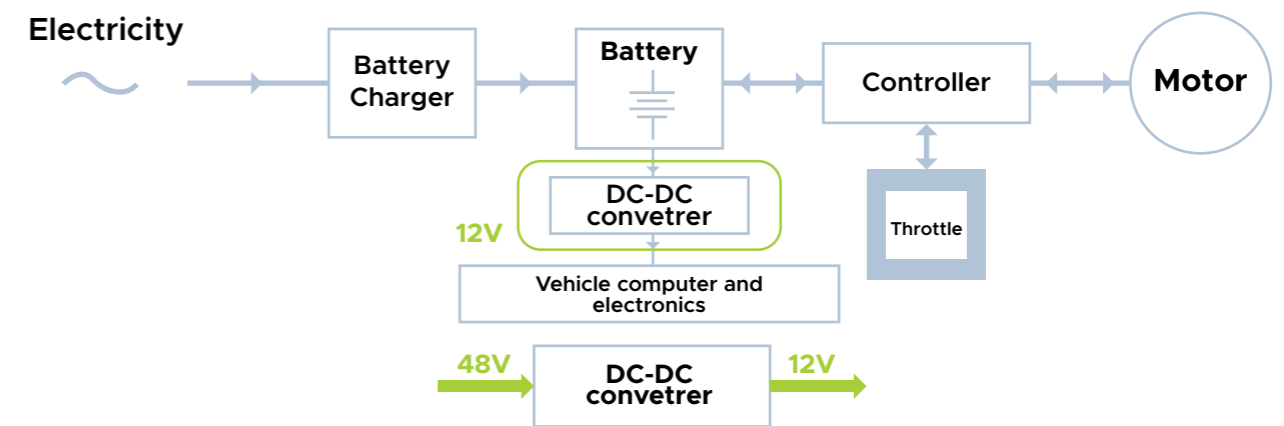 Electricity
Battery
Charger
Battery
Controller
Motor
DC-DC
convetrer
12V
Throttle
Vehicle computer and
electronics
48V
DC-DC
convetrer
12V